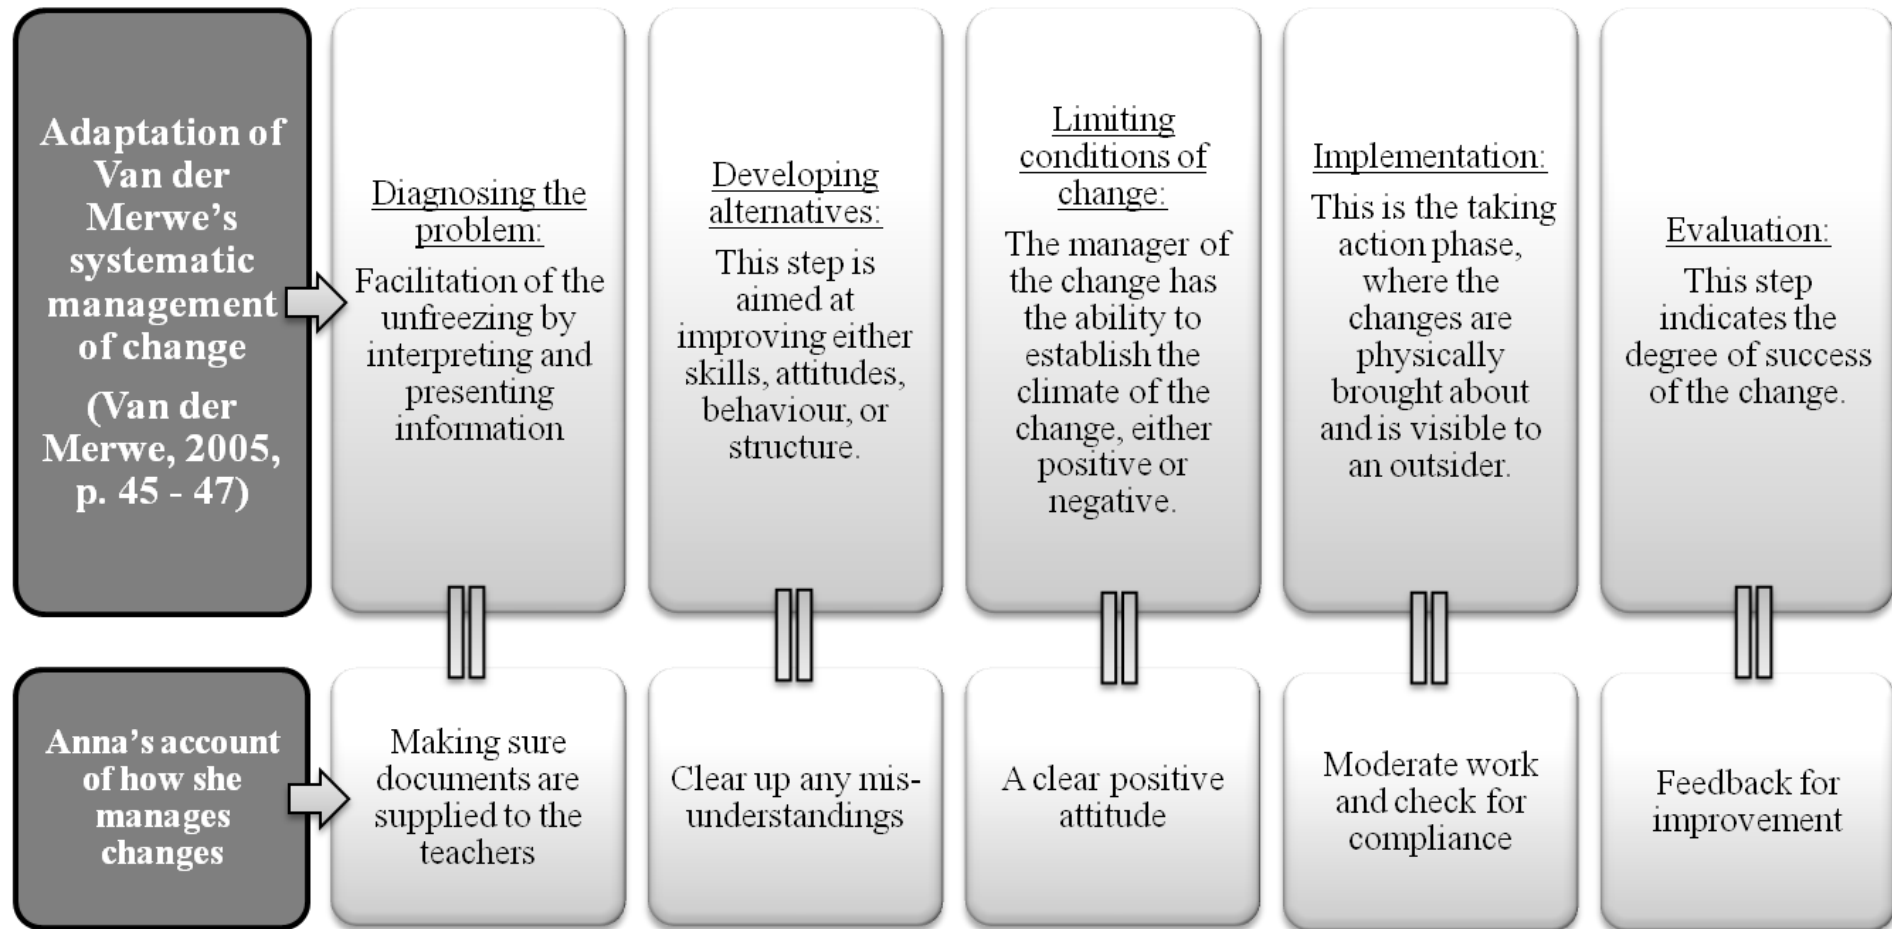 Adaptation of
Van der
Merwe’s
systematic
management
of change
(Van der
Merwe, 2005,
p. 45 - 47)
Diagnosing the
problem:
Facilitation of the
unfreezing by
interpreting and
presenting
information
Developing
alternatives:
This step is
aimed at
improving either
skills, attitudes,
behaviour, or
structure.
Limiting
conditions of
change:
The manager of
the change has
the ability to
establish the
climate of the
change, either
positive or
negative.
Implementation:
This is the taking
action phase,
where the
changes are
physically
brought about
and is visible to
an outsider.
Evaluation:
This step
indicates the
degree of success
of the change.
Anna’s account
of how she
manages
changes
Making sure
documents are
supplied to the
teachers
Clear up any mis-
understandings
A clear positive
attitude
Moderate work
and check for
compliance
Feedback for
improvement